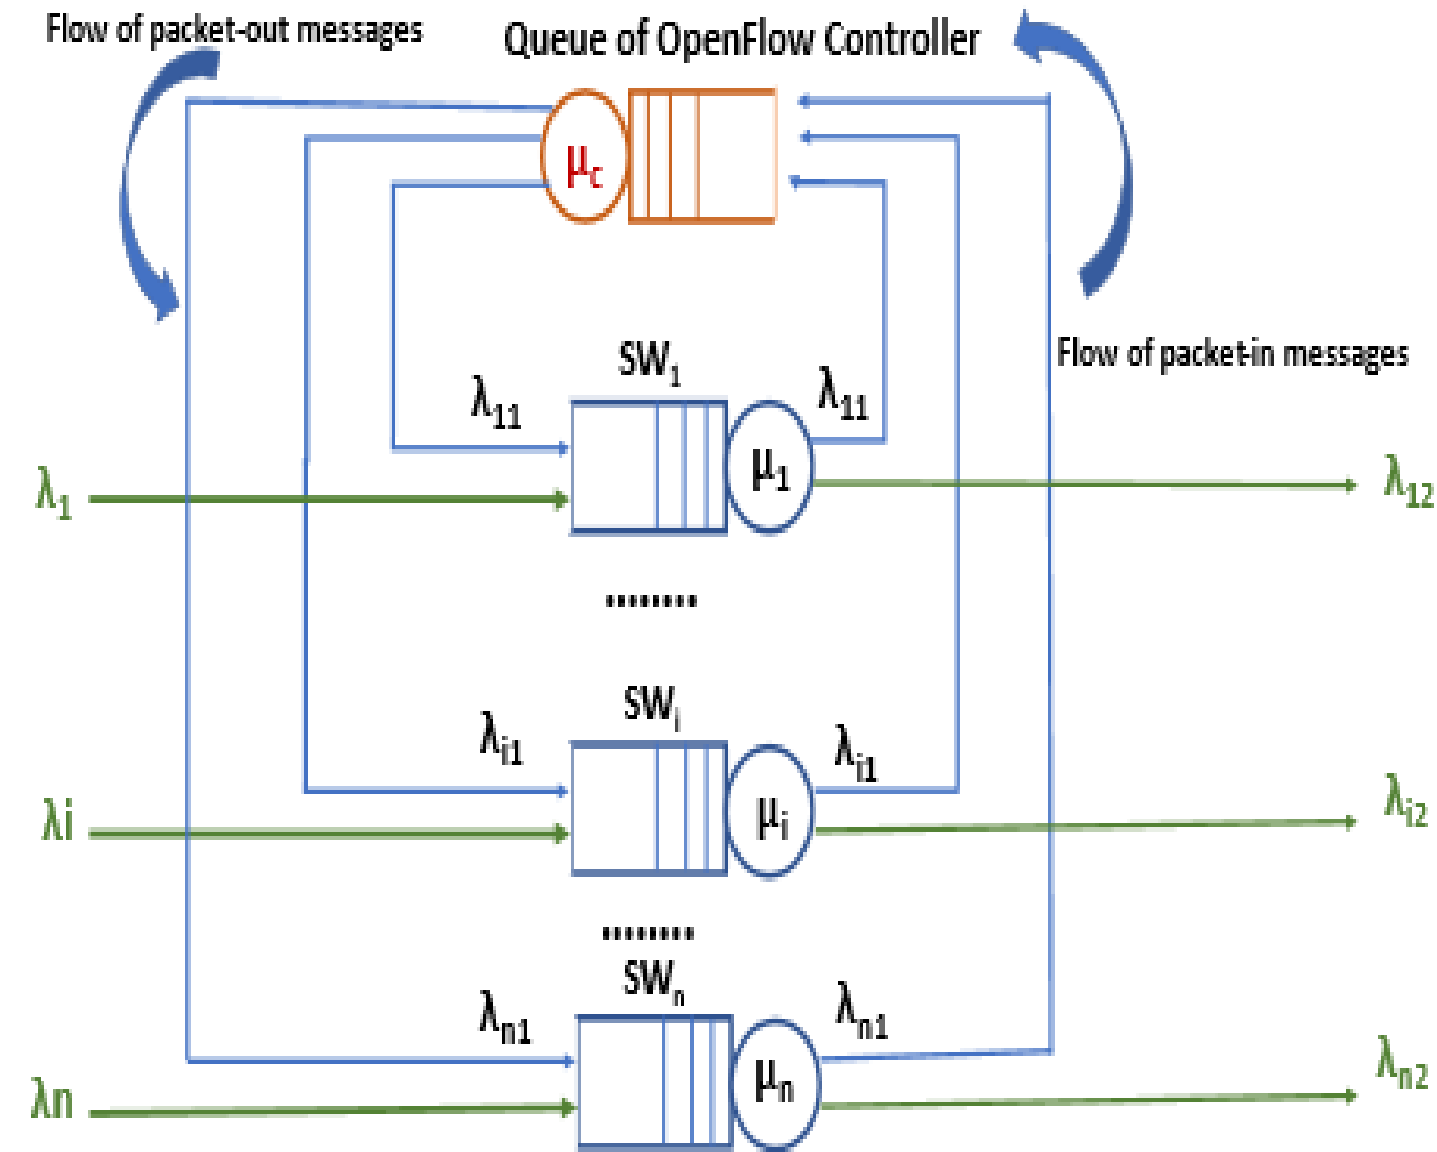 Flow of packet-out messages
Queue of OpenFlow Controller
μc
Flow of packet-in messages
SW1
λ11
λ11
λ1
μ1
λ12
........
SWi
λi1
λi1
λi
μi
λi2
........
SWn
λn1
λn1
λn
μn
λn2